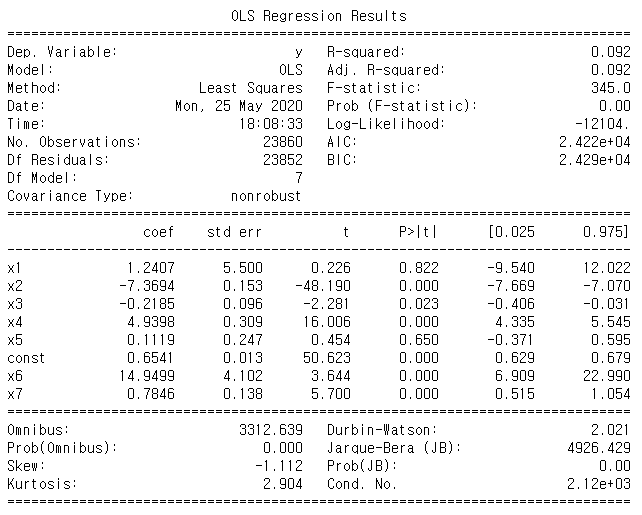 OLS Regression Results
==============================================================================
Dep. Variable: y R-squared: 0.092
Model: OLS Adj. R-squared: 0.092
Method: Least Squares F-statistic: 345.0
Date: Mon, 25 May 2020 Prob (F-statistic): 0.00
Time: 18:08:33 Log-Likelihood: -12104.
No. Observations: 23860 AIC: 2.422e+04
Df Residuals: 23852 BIC: 2.429e+04
Df Model: 7
Covariance Type: nonrobust
==============================================================================
coef std err t P>|t| [0.025 0.975]
------------------------------------------------------------------------------
x1 1.2407 5.500 0.226 0.822 -9.540 12.022
x2 -7.3694 0.153 -48.190 0.000 -7.669 -7.070
x3 -0.2185 0.096 -2.281 0.023 -0.406 -0.031
x4 4.9398 0.309 16.006 0.000 4.335 5.545
x5 0.1119 0.247 0.454 0.650 -0.371 0.595
const 0.6541 0.013 50.623 0.000 0.629 0.679
x6 14.9499 4.102 3.644 0.000 6.909 22.990
x7 0.7846 0.138 5.700 0.000 0.515 1.054
==============================================================================
Omnibus: 3312.639 Durbin-Watson: 2.021
Prob(Omnibus): 0.000 Jarque-Bera (JB): 4926.429
Skew: -1.112 Prob(JB): 0.00
Kurtosis: 2.904 Cond. No. 2.12e+03
==============================================================================